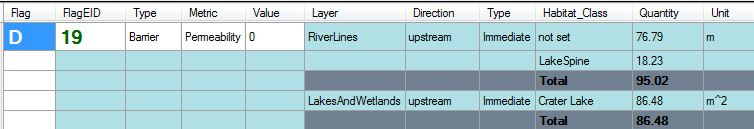 Flag FlagEID Type Metric Value Layer Direction Type Habitat_Class Quantity Unit
D 19 Barrier Permeability 0 RiverLines upstream Immediate not set 76.79 m
LakeSpine 18.23
Total 95.02
LakesAndWetlands upstream Immediate Crater Lake 86.48 m^2
Total 86.48